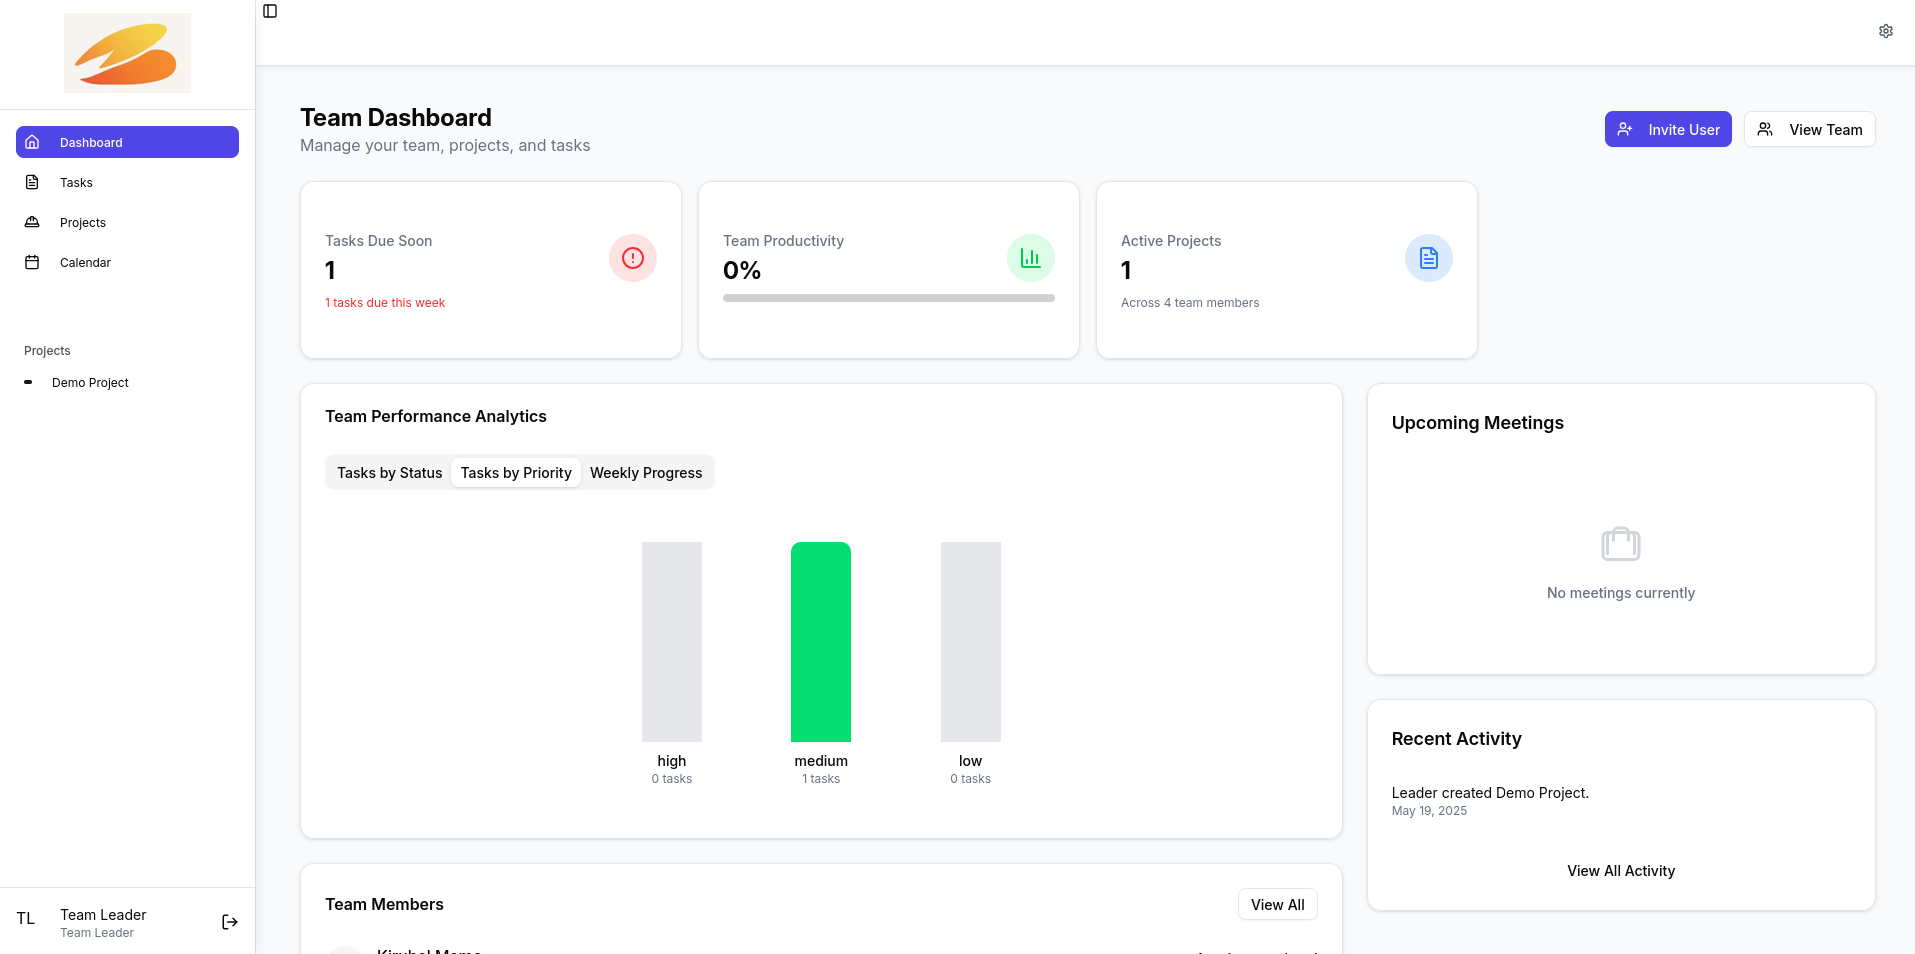 Dashboard
Tasks
Projects
Calendar
Projects
Demo Project
TL
Team Leader
Team Leader
Team Dashboard
Manage your team, projects, and tasks
Invite User
View Team
Tasks Due Soon
1
1 tasks due this week
Team Productivity
0%
Active Projects
1
Across 4 team members
Team Performance Analytics
Tasks by Status
Tasks by Priority
Weekly Progress
high
0 tasks
medium
1 tasks
low
0 tasks
Upcoming Meetings
No meetings currently
Recent Activity
Leader created Demo Project.
May 19, 2025
View All Activity
Team Members
View All